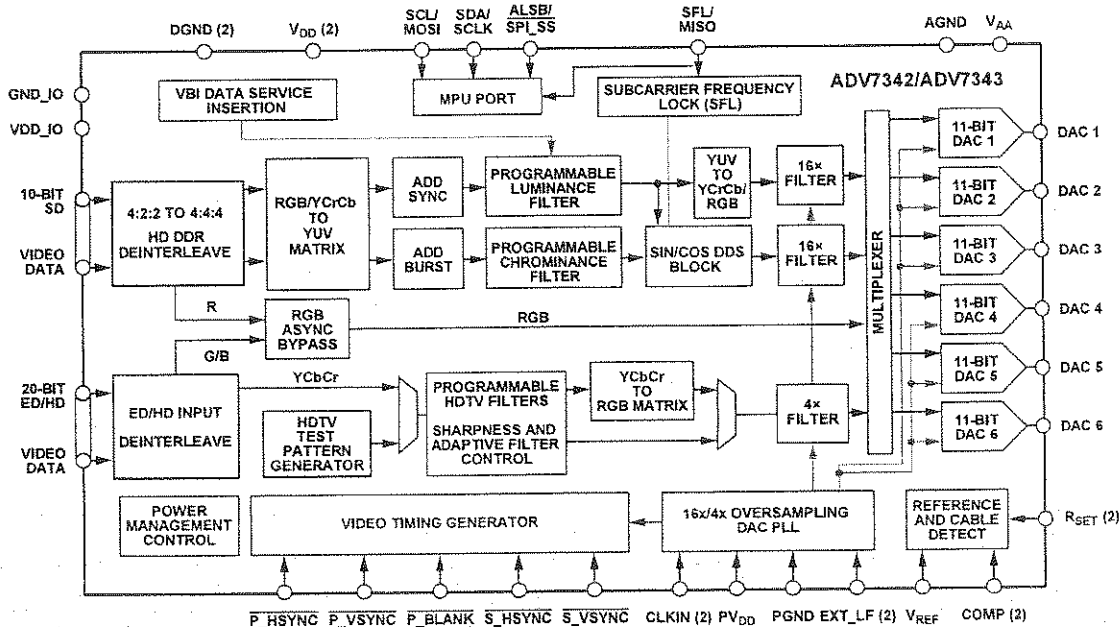 DGND (2)
VDD (2)
SCL/
MOSI
SDA/
SCLK
ALSB/
SPI_SS
SFL/
MISO
AGND
VAA
GND_IO
VDD_IO
VBI DATA SERVICE
INSERTION
MPU PORT
SUBCARRIER FREQUENCY
LOCK (SFL)
ADV7342/ADV7343
10-BIT
SD
VIDEO
DATA
4:2:2 TO 4:4:4
HD DDR
DEINTERLEAVE
RGB/YCrCb
TO
YUV
MATRIX
ADD
SYNC
PROGRAMMABLE
LUMINANCE
FILTER
YUV
TO
YCrCb/
RGB
16×
FILTER
ADD
BURST
PROGRAMMABLE
CHROMINANCE
FILTER
SIN/COS DDS
BLOCK
16×
FILTER
MULTIPLEXER
11-BIT
DAC 1
DAC 1
11-BIT
DAC 2
DAC 2
11-BIT
DAC 3
DAC 3
11-BIT
DAC 4
DAC 4
11-BIT
DAC 5
DAC 5
11-BIT
DAC 6
DAC 6
R
G/B
RGB
ASYNC
BYPASS
RGB
20-BIT
ED/HD
VIDEO
DATA
ED/HD INPUT
DEINTERLEAVE
YCbCr
HDTV
TEST
PATTERN
GENERATOR
PROGRAMMABLE
HDTV FILTERS
SHARPNESS AND
ADAPTIVE FILTER
CONTROL
YCbCr
TO
RGB MATRIX
4×
FILTER
POWER
MANAGEMENT
CONTROL
VIDEO TIMING GENERATOR
16x/4x OVERSAMPLING
DAC PLL
REFERENCE
AND CABLE
DETECT
RSET (2)
P_HSYNC
P_VSYNC
P_BLANK
S_HSYNC
S_VSYNC
CLKIN (2)
PVDD
PGND
EXT_LF (2)
VREF
COMP (2)